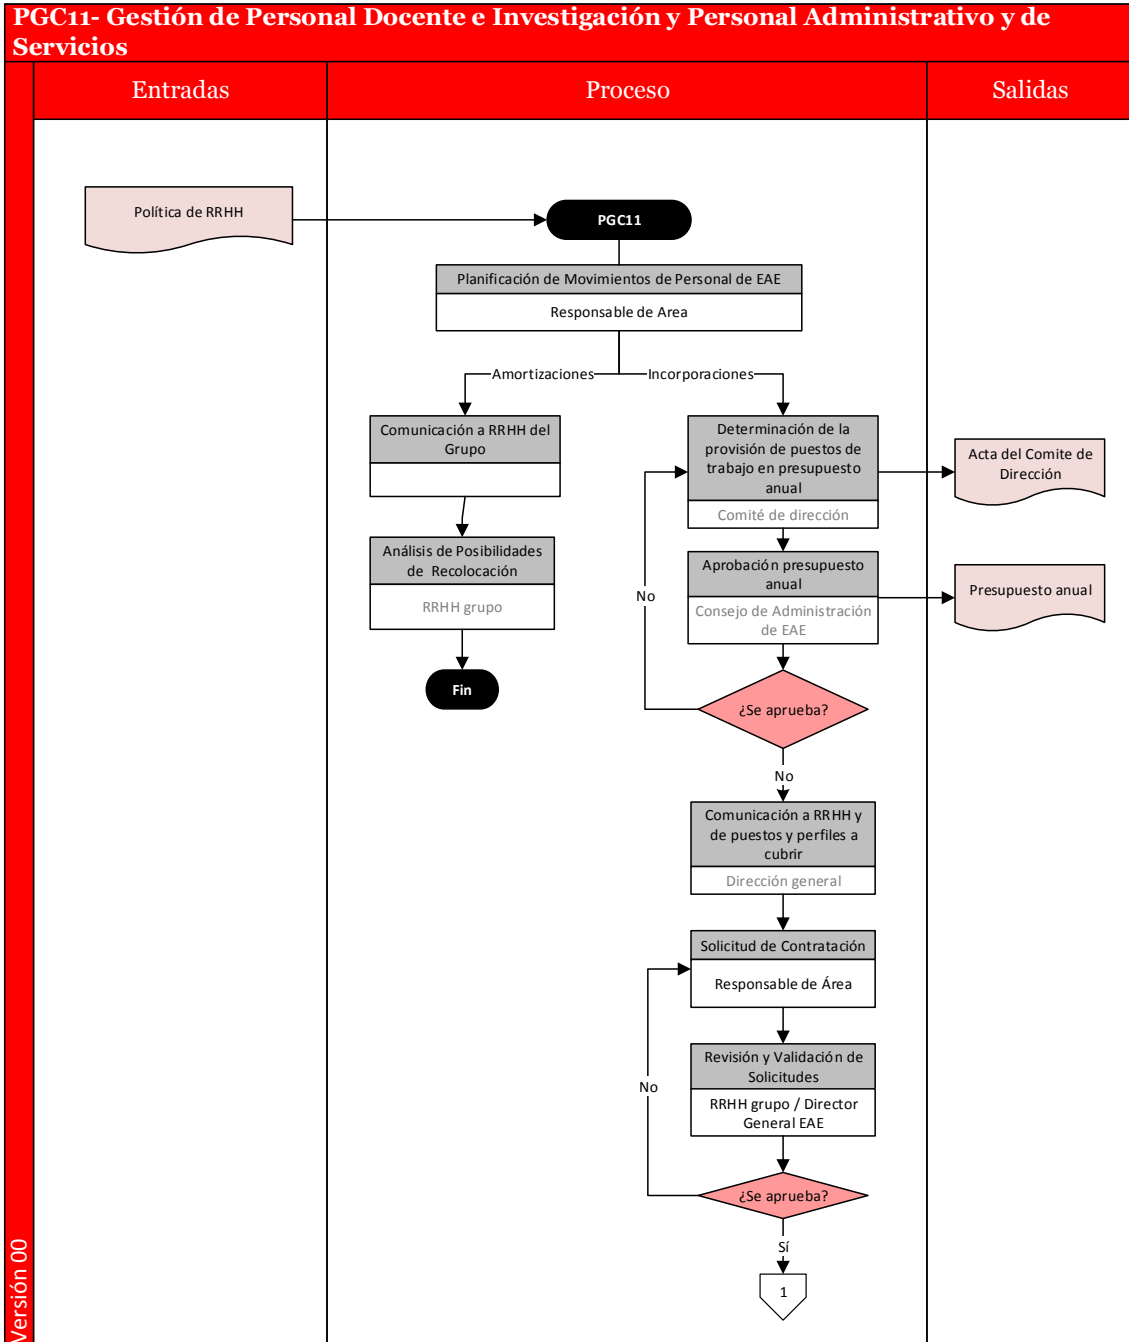 PGC11- Gestión de Personal Docente e Investigación y Personal Administrativo y de
Servicios
Entradas
Proceso
Salidas
Política de RRHH
PGC11
Planificación de Movimientos de Personal de EAE
Responsable de Area
Amortizaciones
Incorporaciones
Comunicación a RRHH del
Grupo
Análisis de Posibilidades
de Recolocación
RRHH grupo
Fin
Determinación de la
provisión de puestos de
trabajo en presupuesto
anual
Comité de dirección
Acta del Comite de
Dirección
Aprobación presupuesto
anual
Consejo de Administración
de EAE
Presupuesto anual
No
¿Se aprueba?
No
Comunicación a RRHH y
de puestos y perfiles a
cubrir
Dirección general
Solicitud de Contratación
Responsable de Área
Revisión y Validación de
Solicitudes
RRHH grupo / Director
General EAE
No
¿Se aprueba?
Sí
1
Versión 00